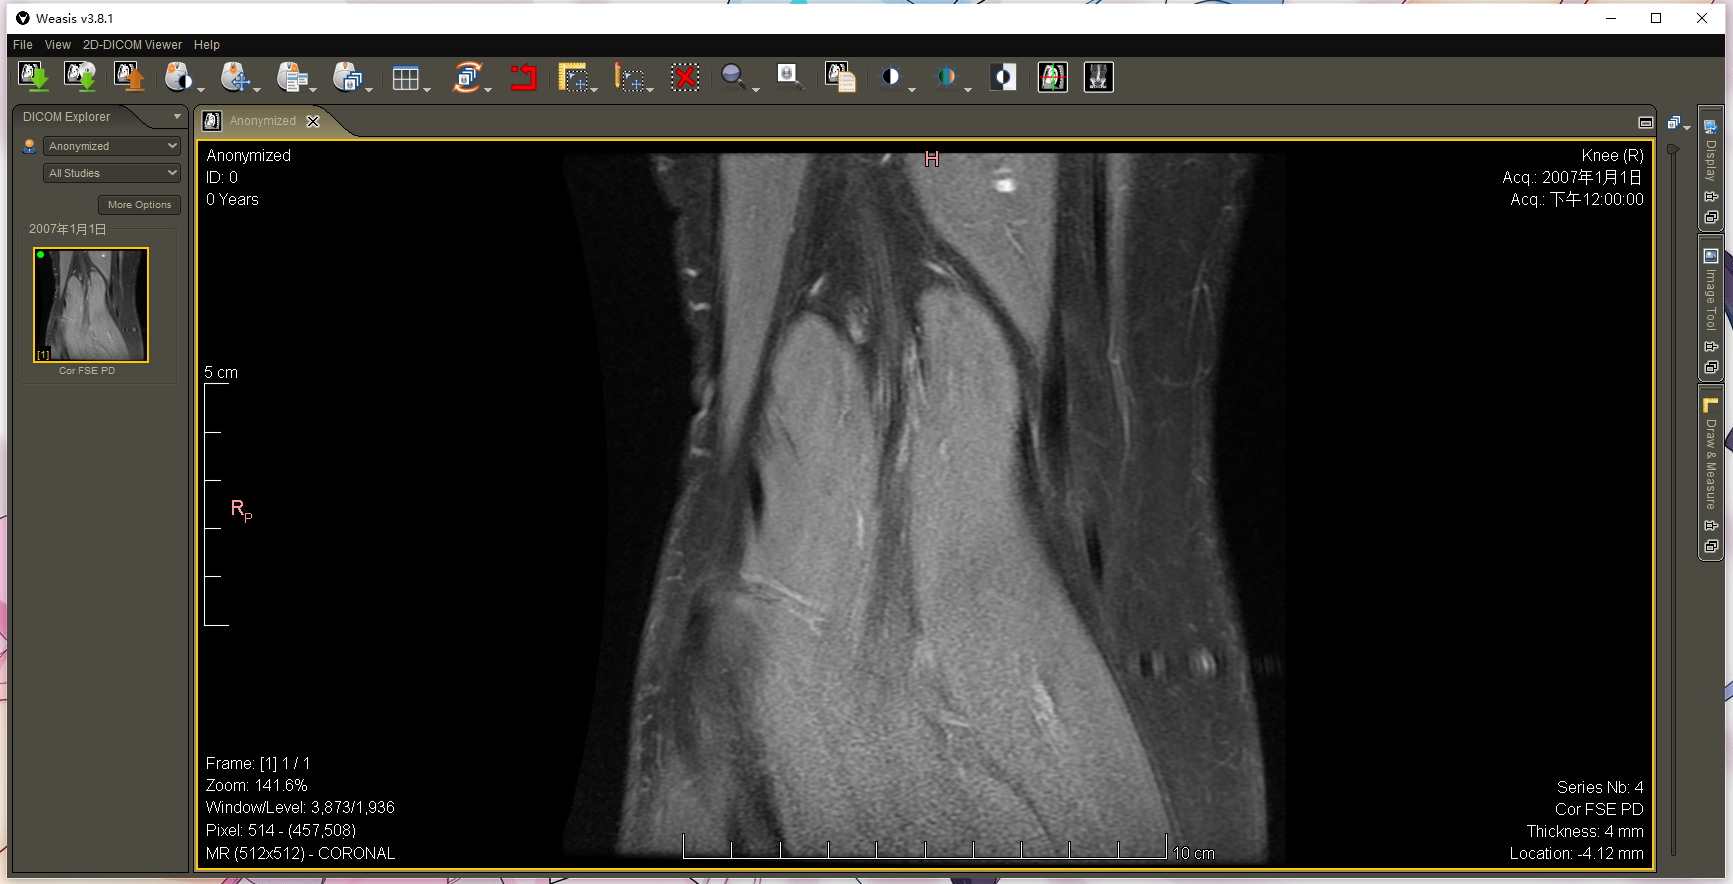 Weasis v3.8.1
File View 2D-DICOM Viewer Help
DICOM Explorer
Anonymized
All Studies
More Options
2007年1月1日
[1]
Cor FSE PD
Anonymized
Anonymized
ID: 0
0 Years
H
Knee (R)
Acq.: 2007年1月1日
Acq.: 下午12:00:00
5 cm
R P
Frame: [1] 1 / 1
Zoom: 141.6%
Window/Level: 3,873/1,936
Pixel: 514 - (457,508)
MR (512x512) - CORONAL
10 cm
Series Nb: 4
Cor FSE PD
Thickness: 4 mm
Location: -4.12 mm
Display
Image Tool
Draw & Measure